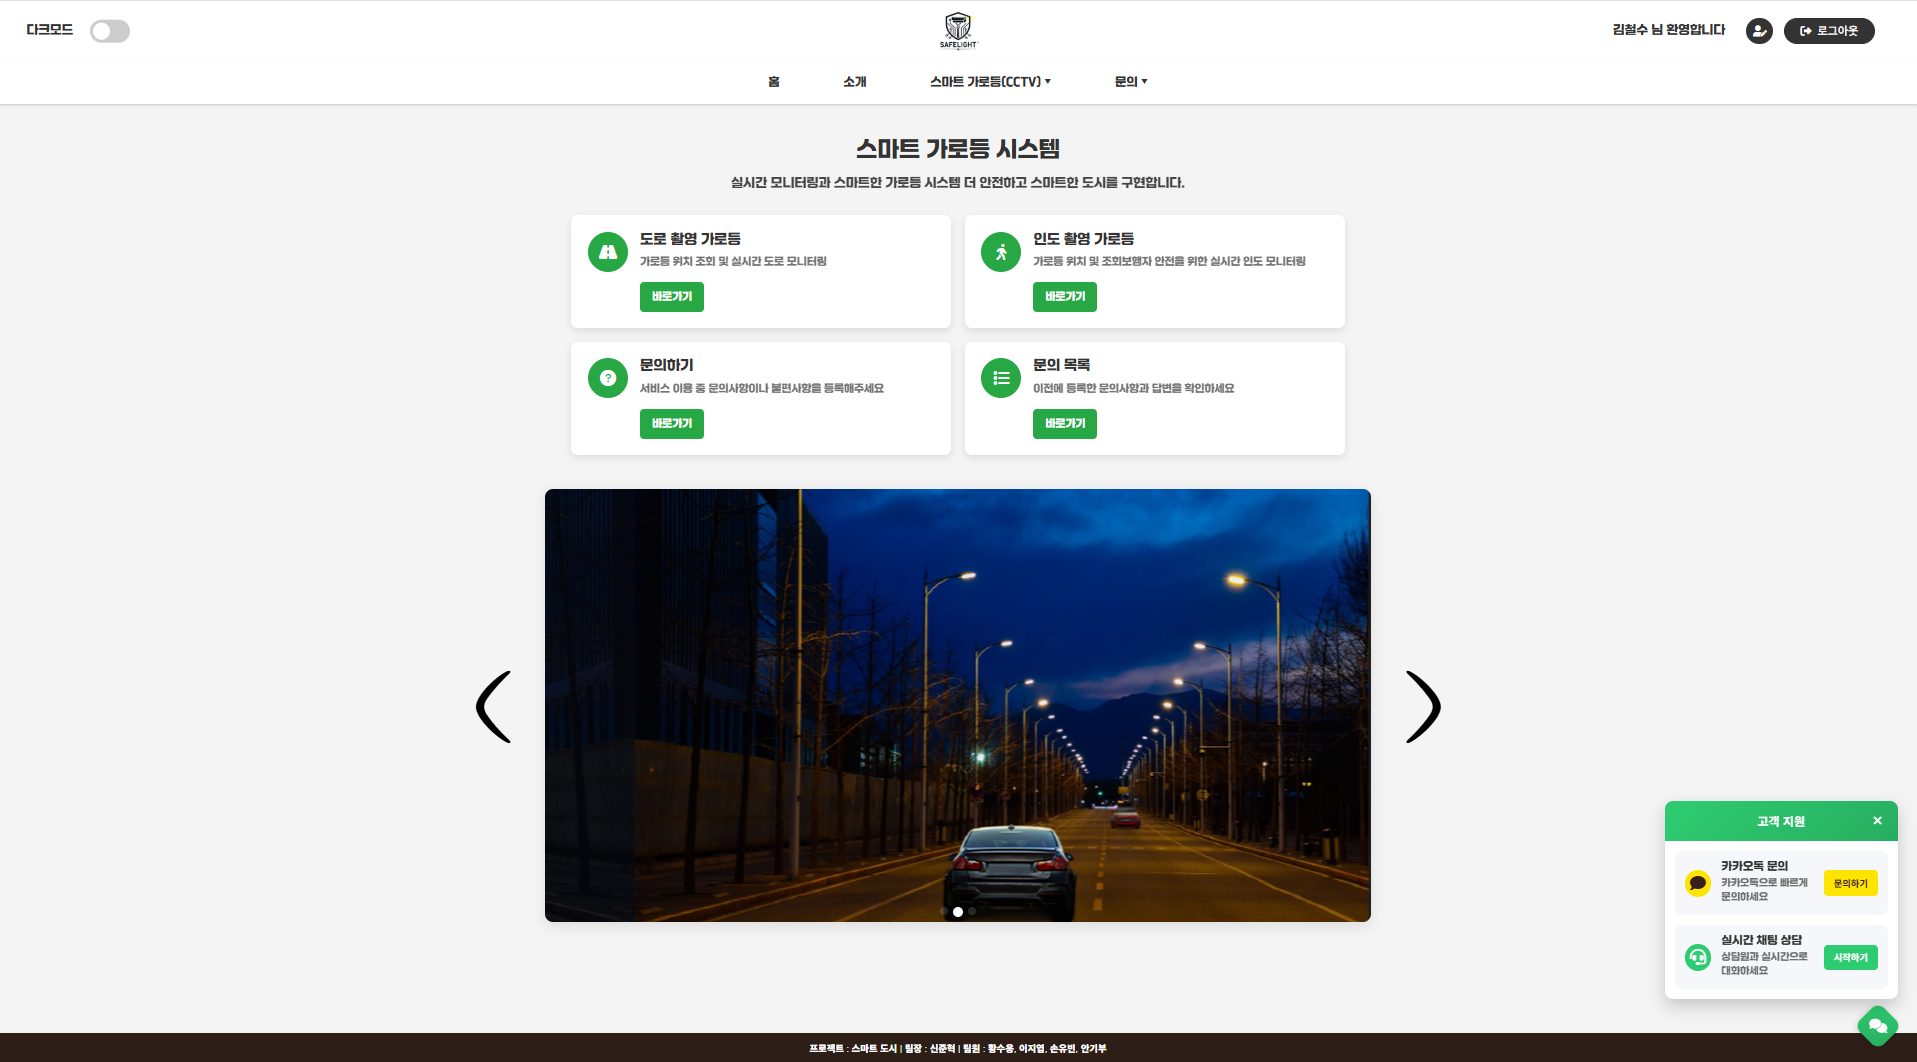 다크모드
SAFELIGHT
김철수 님 환영합니다
로그아웃
홈
소개
스마트 가로등(CCTV)
문의
스마트 가로등 시스템
실시간 모니터링과 스마트한 가로등 시스템 더 안전하고 스마트한 도시를 구현합니다.
도로 촬영 가로등
가로등 위치 조회 및 실시간 도로 모니터링
바로가기
인도 촬영 가로등
가로등 위치 및 조회보행자 안전을 위한 실시간 인도 모니터링
바로가기
문의하기
서비스 이용 중 문의사항이나 불편사항을 등록해주세요
바로가기
문의 목록
이전에 등록한 문의사항과 답변을 확인하세요
바로가기
고객 지원
카카오톡 문의
카카오톡으로 빠르게
문의하세요
문의하기
실시간 채팅 상담
상담원과 실시간으로
대화하세요
시작하기
프로젝트 : 스마트 도시 | 팀장 : 신준혁 | 팀원 : 황수용, 이지엽, 손유빈, 안기부